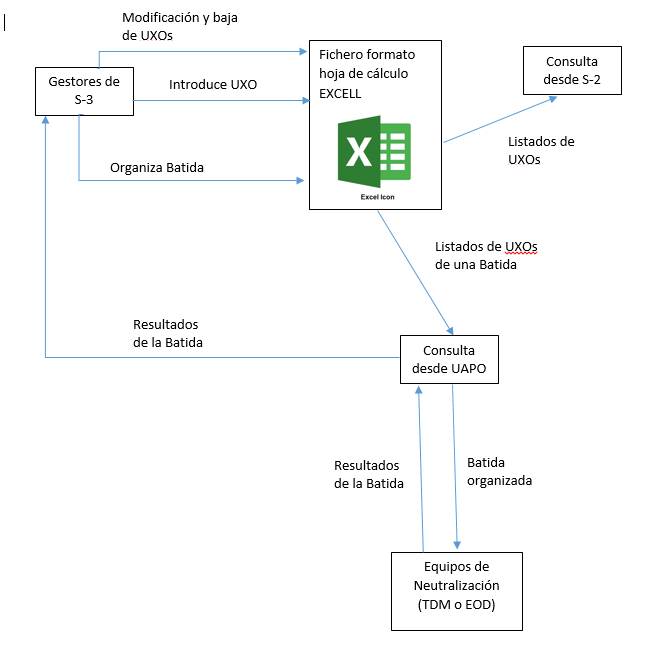 Modificación y baja
de UXOs
Gestores de
S-3
Introduce UXO
Organiza Batida
Fichero formato
hoja de cálculo
EXCELL
X
Excel Icon
Consulta
desde S-2
Listados de
UXOs
Listados de UXOs
de una Batida
Resultados
de la Batida
Consulta
desde UAPO
Resultados
de la Batida
Batida
organizada
Equipos de
Neutralización
(TDM o EOD)